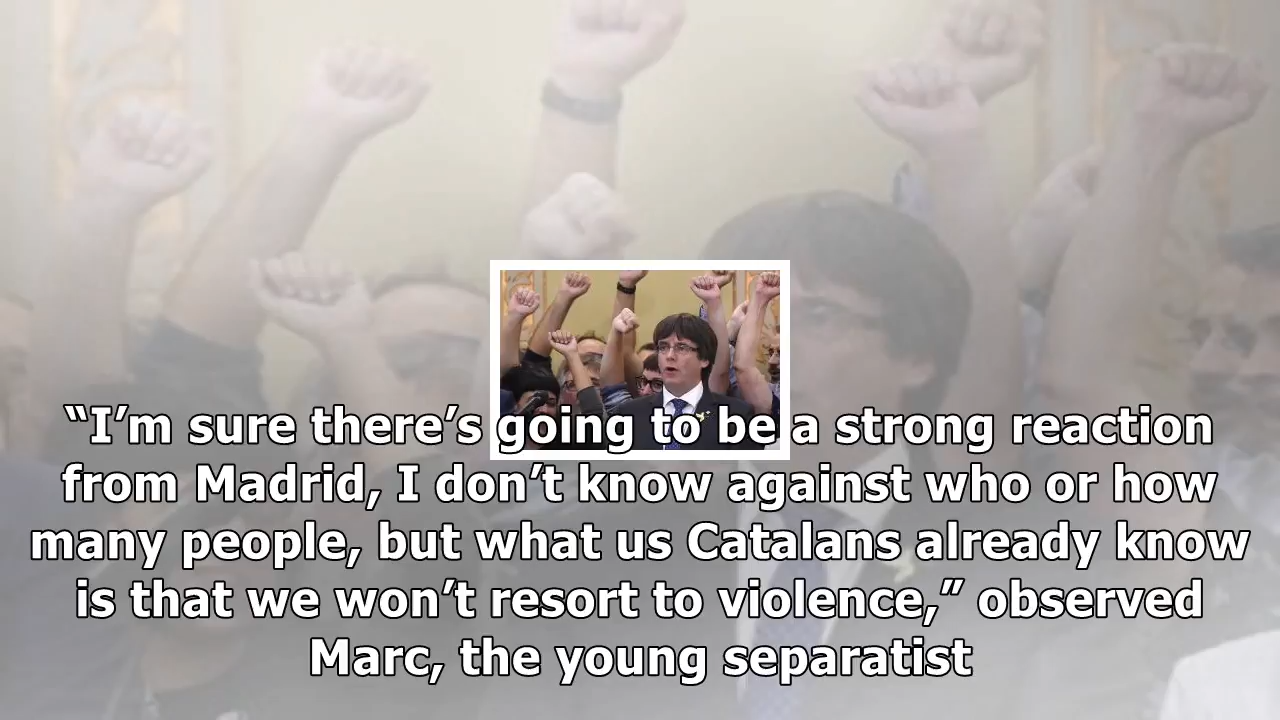 “I’m sure there’s going to be a strong reaction
from Madrid, I don’t know against who or how
many people, but what us Catalans already know
is that we won’t resort to violence,” observed
Marc, the young separatist